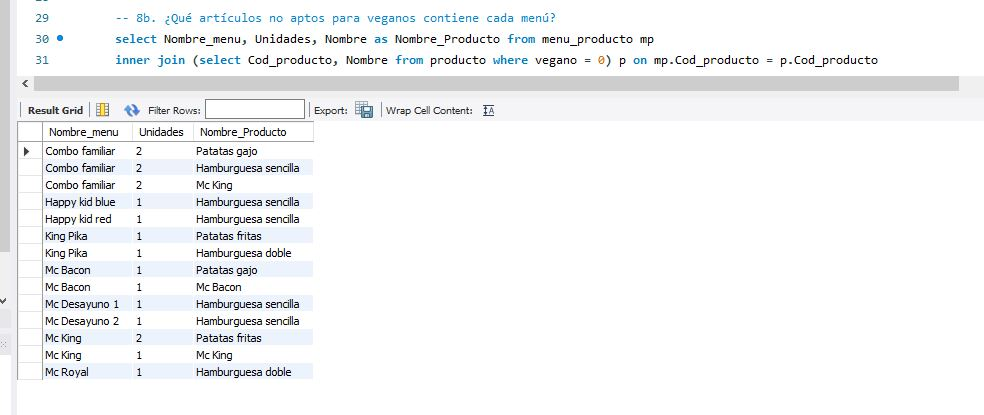 29 -- 8b. ¿Qué artículos no aptos para veganos contiene cada menú?
30 select Nombre_menu, Unidades, Nombre as Nombre_Producto from menu_producto mp
31 inner join (select Cod_producto, Nombre from producto where vegano = 0) p on mp.Cod_producto = p.Cod_producto
Result Grid Filter Rows: Export: Wrap Cell Content:
Nombre_menu Unidades Nombre_Producto
Combo familiar 2 Patatas gajo
Combo familiar 2 Hamburguesa sencilla
Combo familiar 2 Mc King
Happy kid blue 1 Hamburguesa sencilla
Happy kid red 1 Hamburguesa sencilla
King Pika 1 Patatas fritas
King Pika 1 Hamburguesa doble
Mc Bacon 1 Patatas gajo
Mc Bacon 1 Mc Bacon
Mc Desayuno 1 1 Hamburguesa sencilla
Mc Desayuno 2 1 Hamburguesa sencilla
Mc King 2 Patatas fritas
Mc King 1 Mc King
Mc Royal 1 Hamburguesa doble